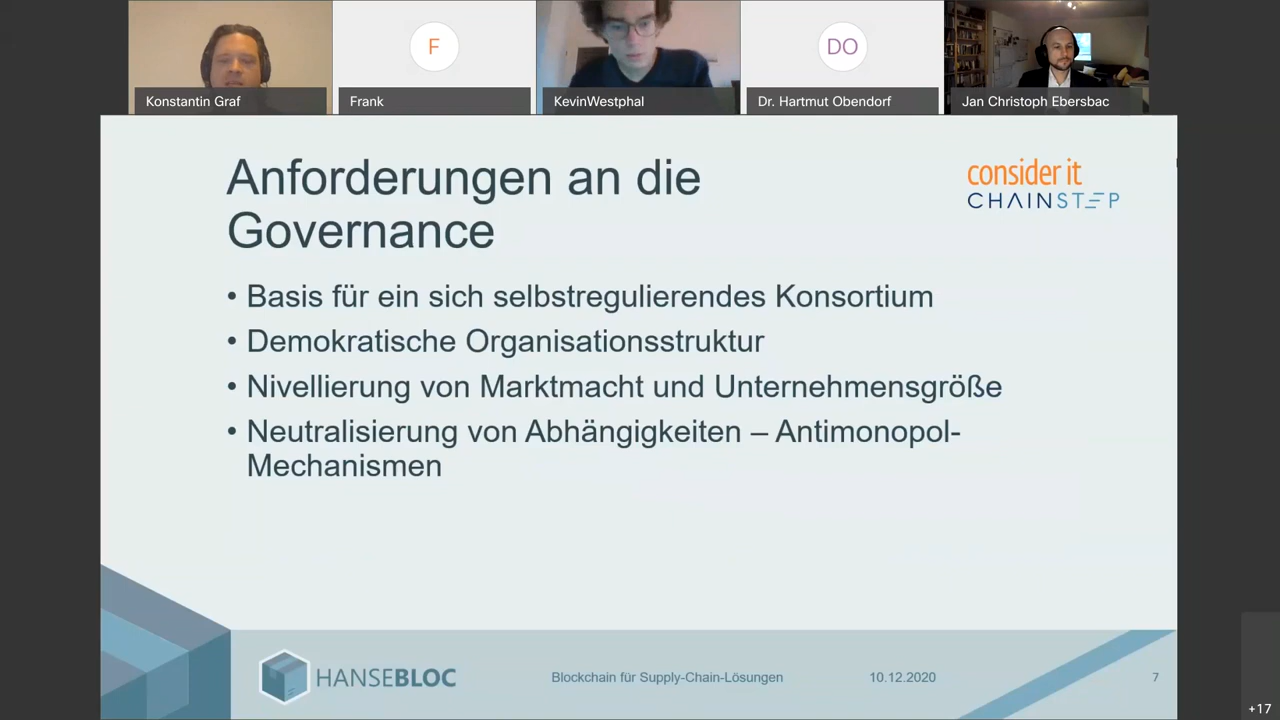 Konstantin Graf
F
Frank
KevinWestphal
DO
Dr. Hartmut Obendorf
Jan Christoph Ebersbac
Anforderungen an die
Governance
consider it
CHAINSTEP
• Basis für ein sich selbstregulierendes Konsortium
• Demokratische Organisationsstruktur
• Nivellierung von Marktmacht und Unternehmensgröße
• Neutralisierung von Abhängigkeiten – Antimonopol-
Mechanismen
HANSEBLOC
Blockchain für Supply-Chain-Lösungen
10.12.2020
7
+17